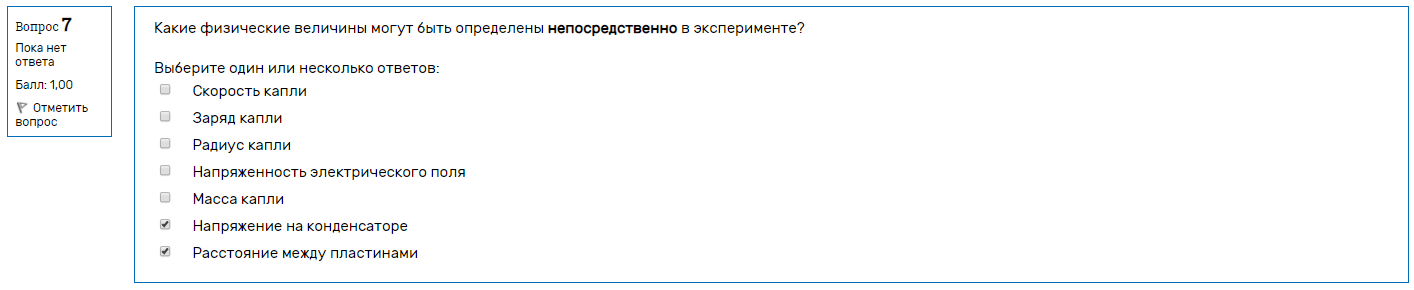 Вопрос 7
Пока нет
ответа
Балл: 1,00
Отметить
вопрос
Какие физические величины могут быть определены непосредственно в эксперименте?
Выберите один или несколько ответов:
Скорость капли
Заряд капли
Радиус капли
Напряженность электрического поля
Масса капли
Напряжение на конденсаторе
Расстояние между пластинами